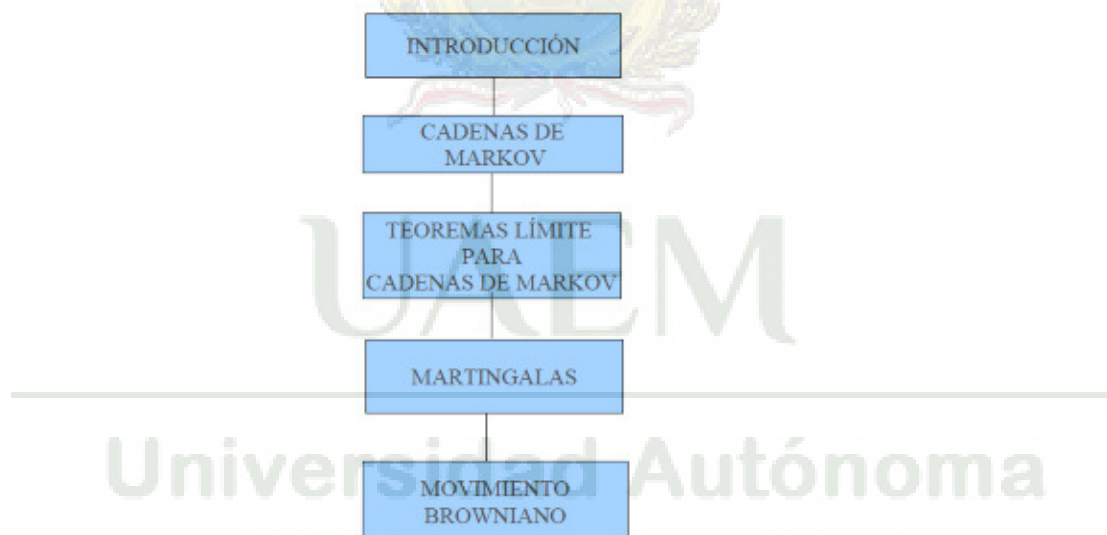 INTRODUCCIÓN
CADENAS DE
MARKOV
TEOREMAS LÍMITE
PARA
CADENAS DE MARKOV
UAEM
MARTINGALAS
Universidad Autónoma
MOVIMIENTO
BROWNIANO